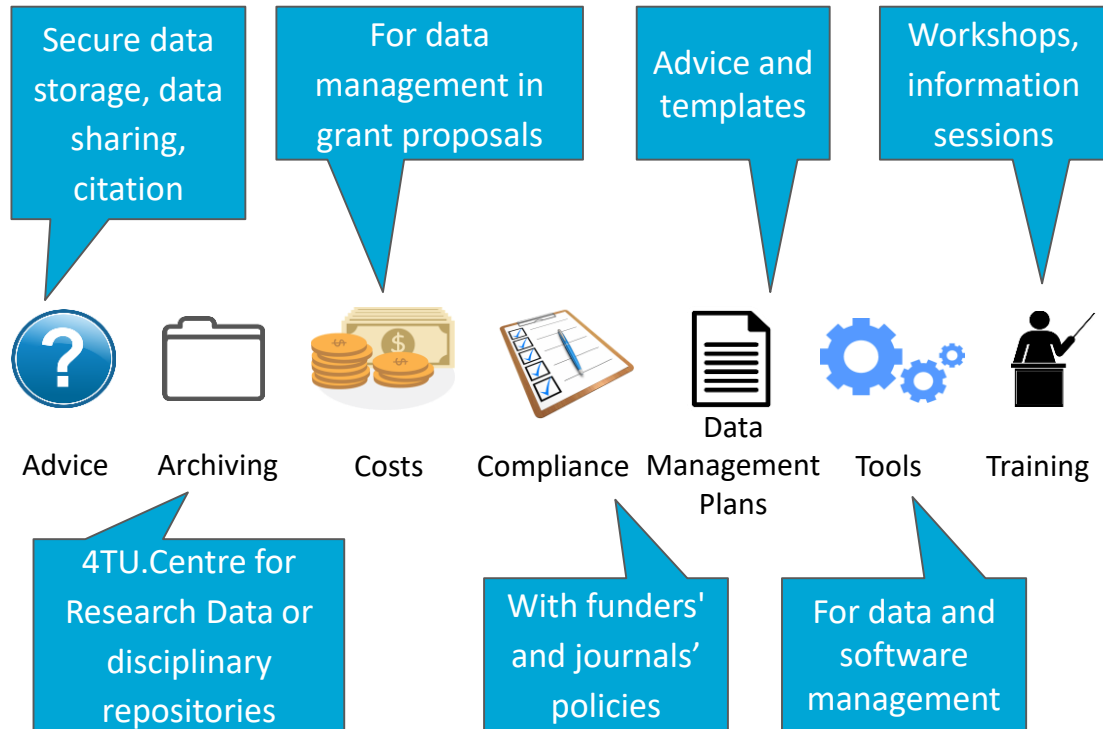 Secure data
storage, data
sharing,
citation
For data
management in
grant proposals
Advice and
templates
Workshops,
information
sessions
?
$
$
$
Advice
Archiving
Costs
Compliance
Data
Management
Plans
Tools
Training
4TU.Centre for
Research Data or
disciplinary
repositories
With funders'
and journals’
policies
For data and
software
management